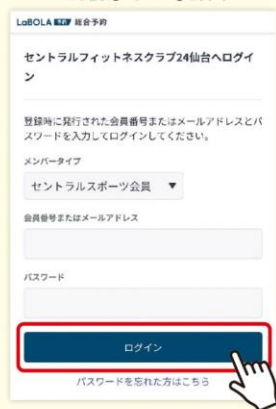 LaBOLA 予約 総合予約
セントラルフィットネスクラブ24仙台へログイ
ン
登録時に発行された会員番号またはメールアドレスとパ
スワードを入力してログインしてください。
メンバータイプ
セントラルスポーツ会員 ▼
会員番号またはメールアドレス
パスワード
ログイン
パスワードを忘れた方はこちら